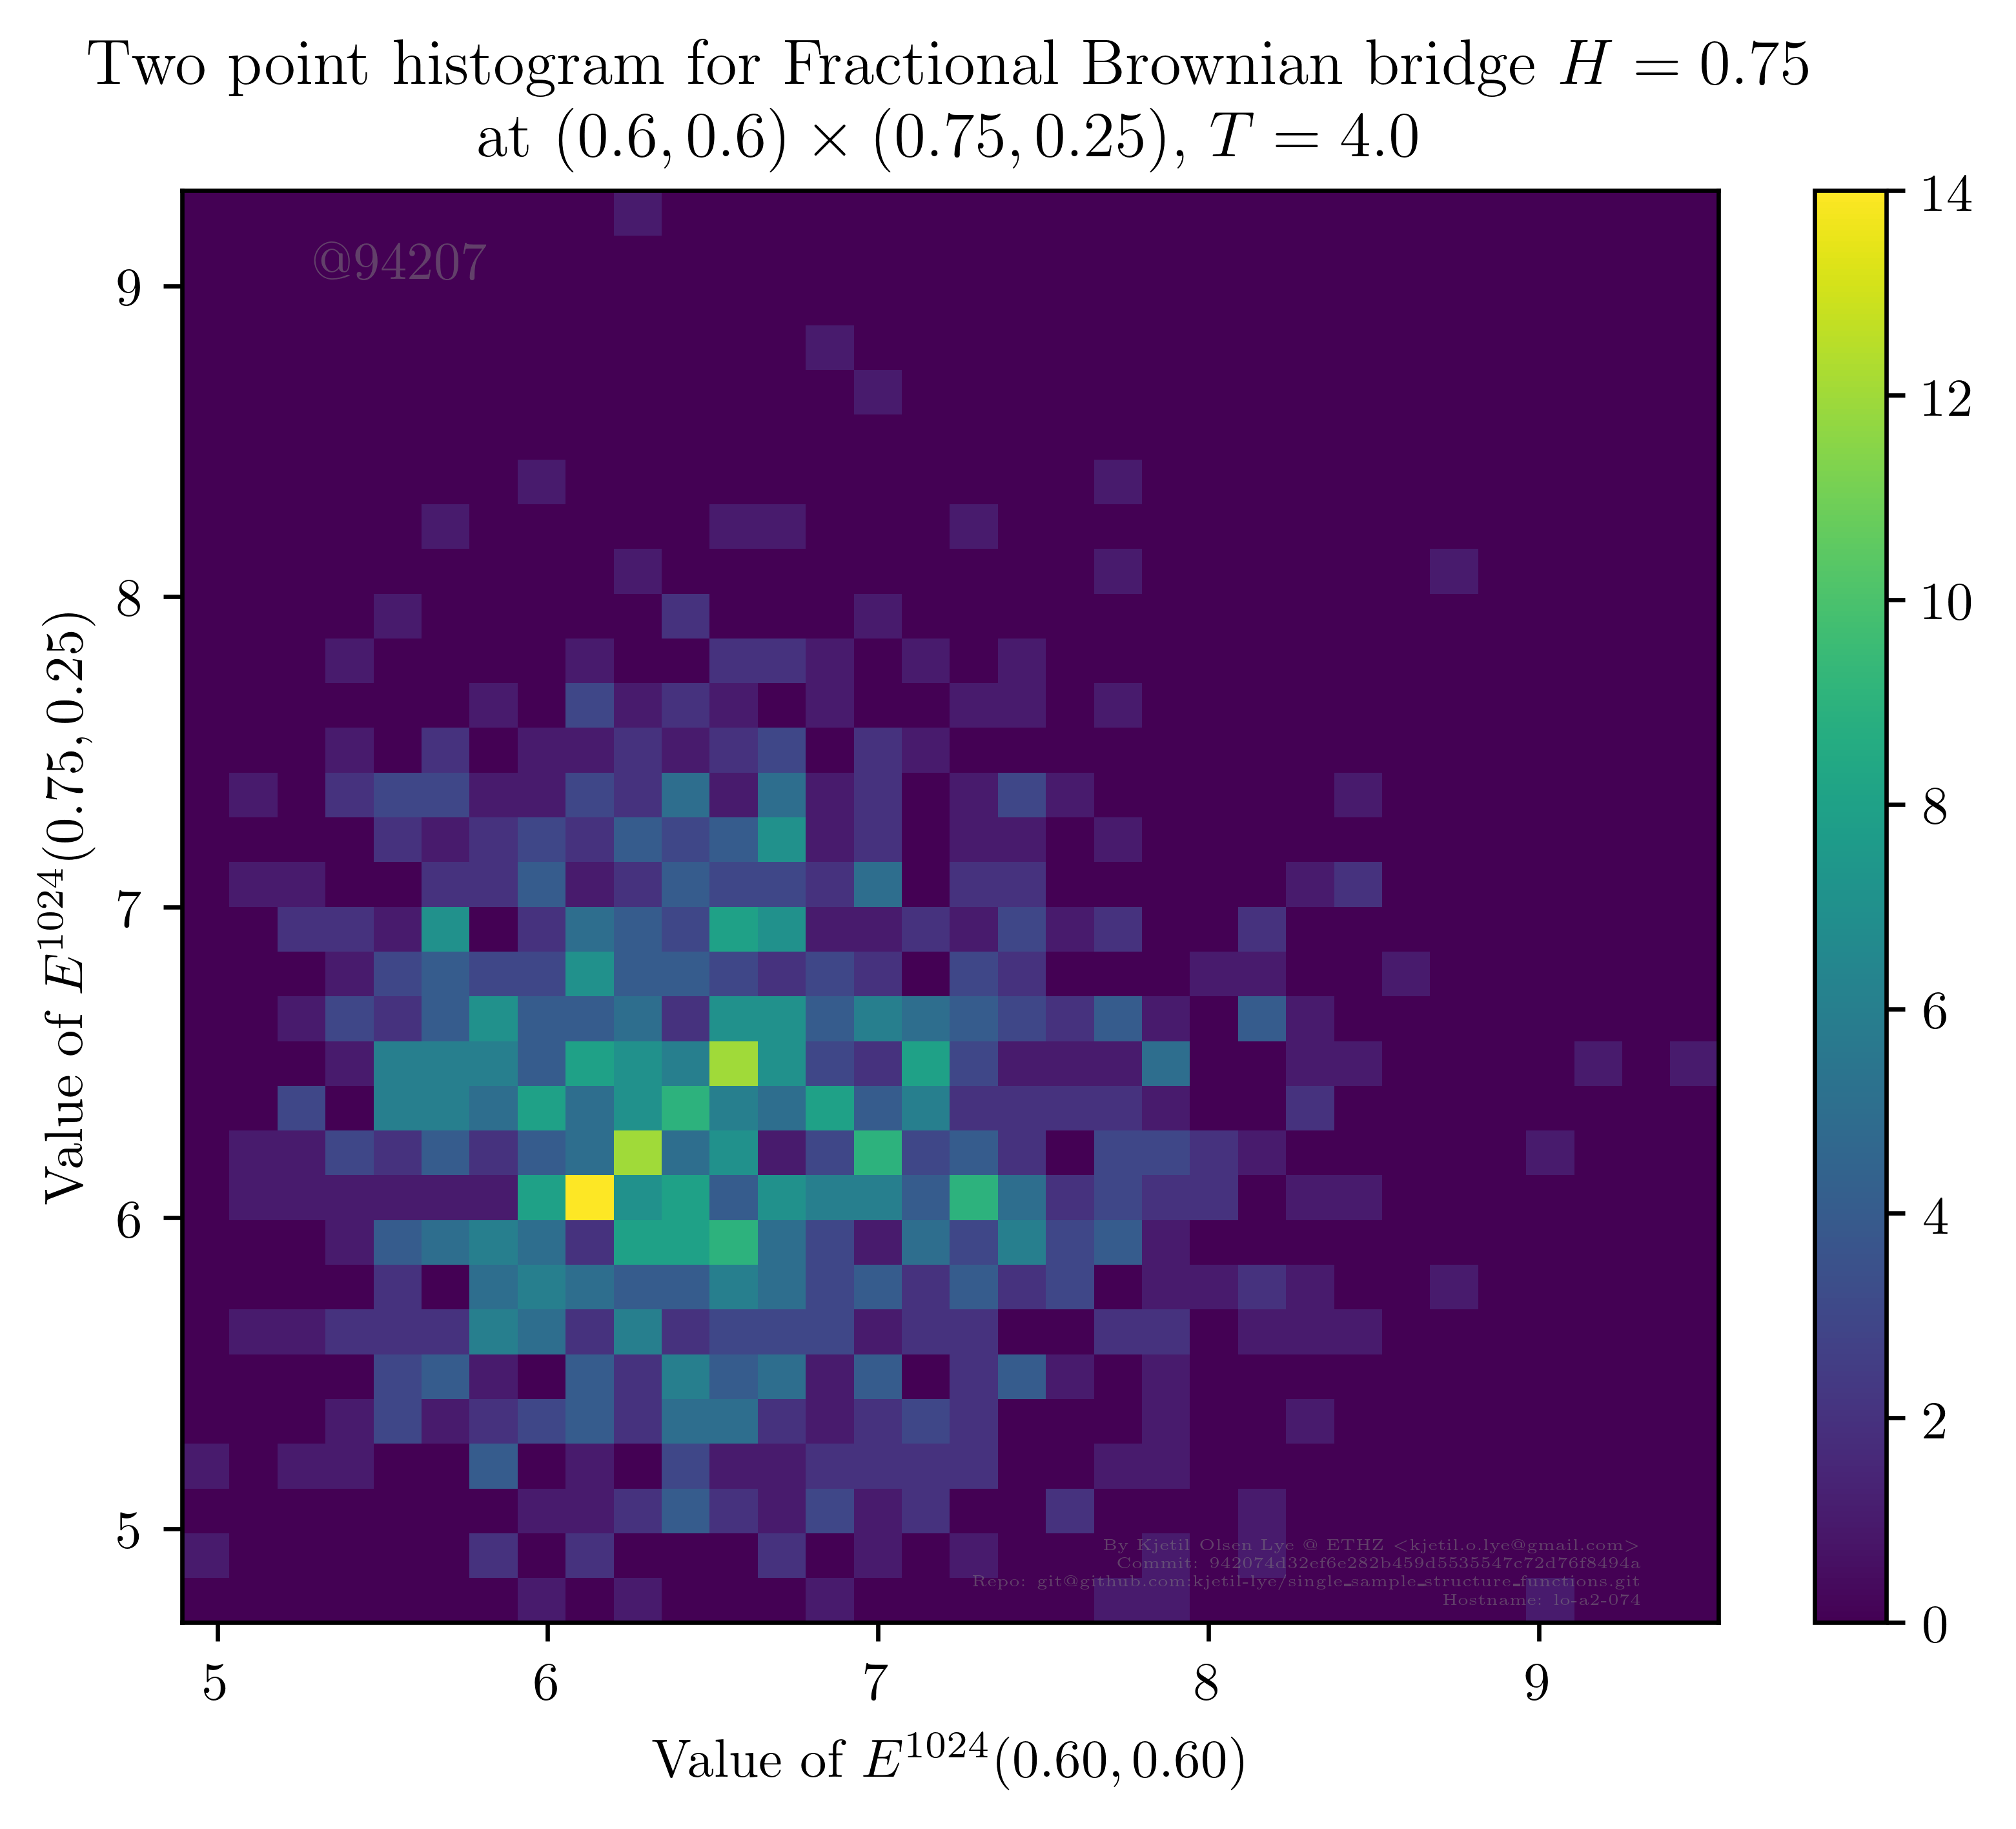 Two point histogram for Fractional Brownian bridge H = 0.75
at (0.6, 0.6) × (0.75, 0.25), T = 4.0
@94207
14
12
10
8
6
4
2
0
9
8
7
6
5
Value of E^1024(0.75, 0.25)
By Kjetil Olsen Lye @ ETHZ <kjetil.o.lye@gmail.com>
Commit: 942074d32ef6e282b459d5535547c72d76f8494a
Repo: git@github.com:kjetil-lye/single_sample_structure_functions.git
Hostname: lo-a2-074
5 6 7 8 9
Value of E^1024(0.60, 0.60)